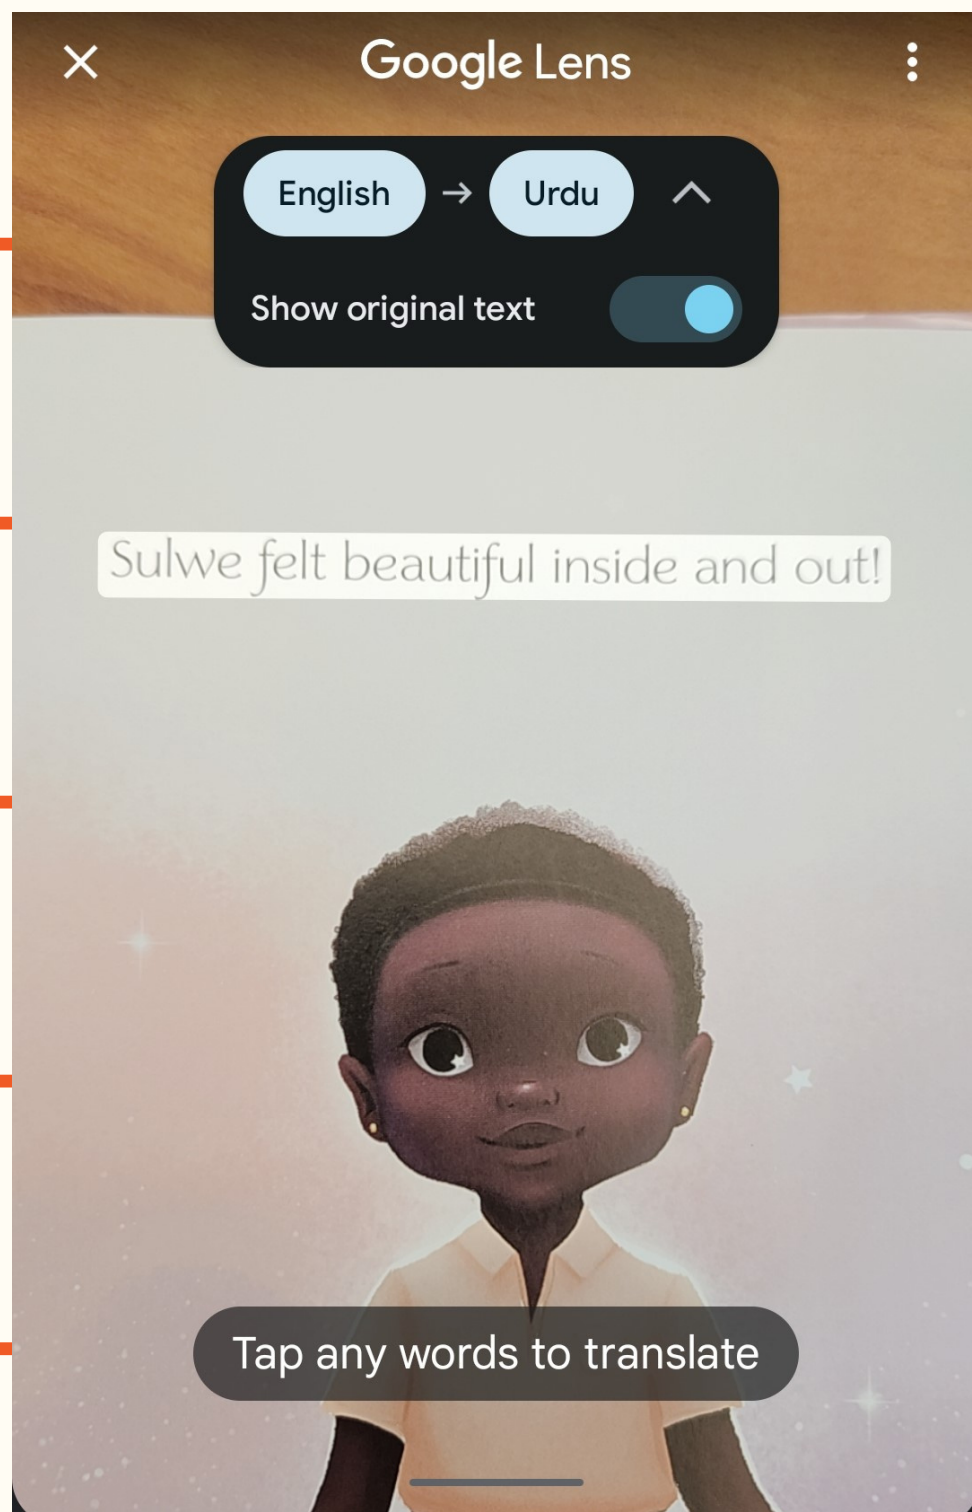 Google Lens
English → Urdu
Show original text
Sulwe felt beautiful inside and out!
Tap any words to translate